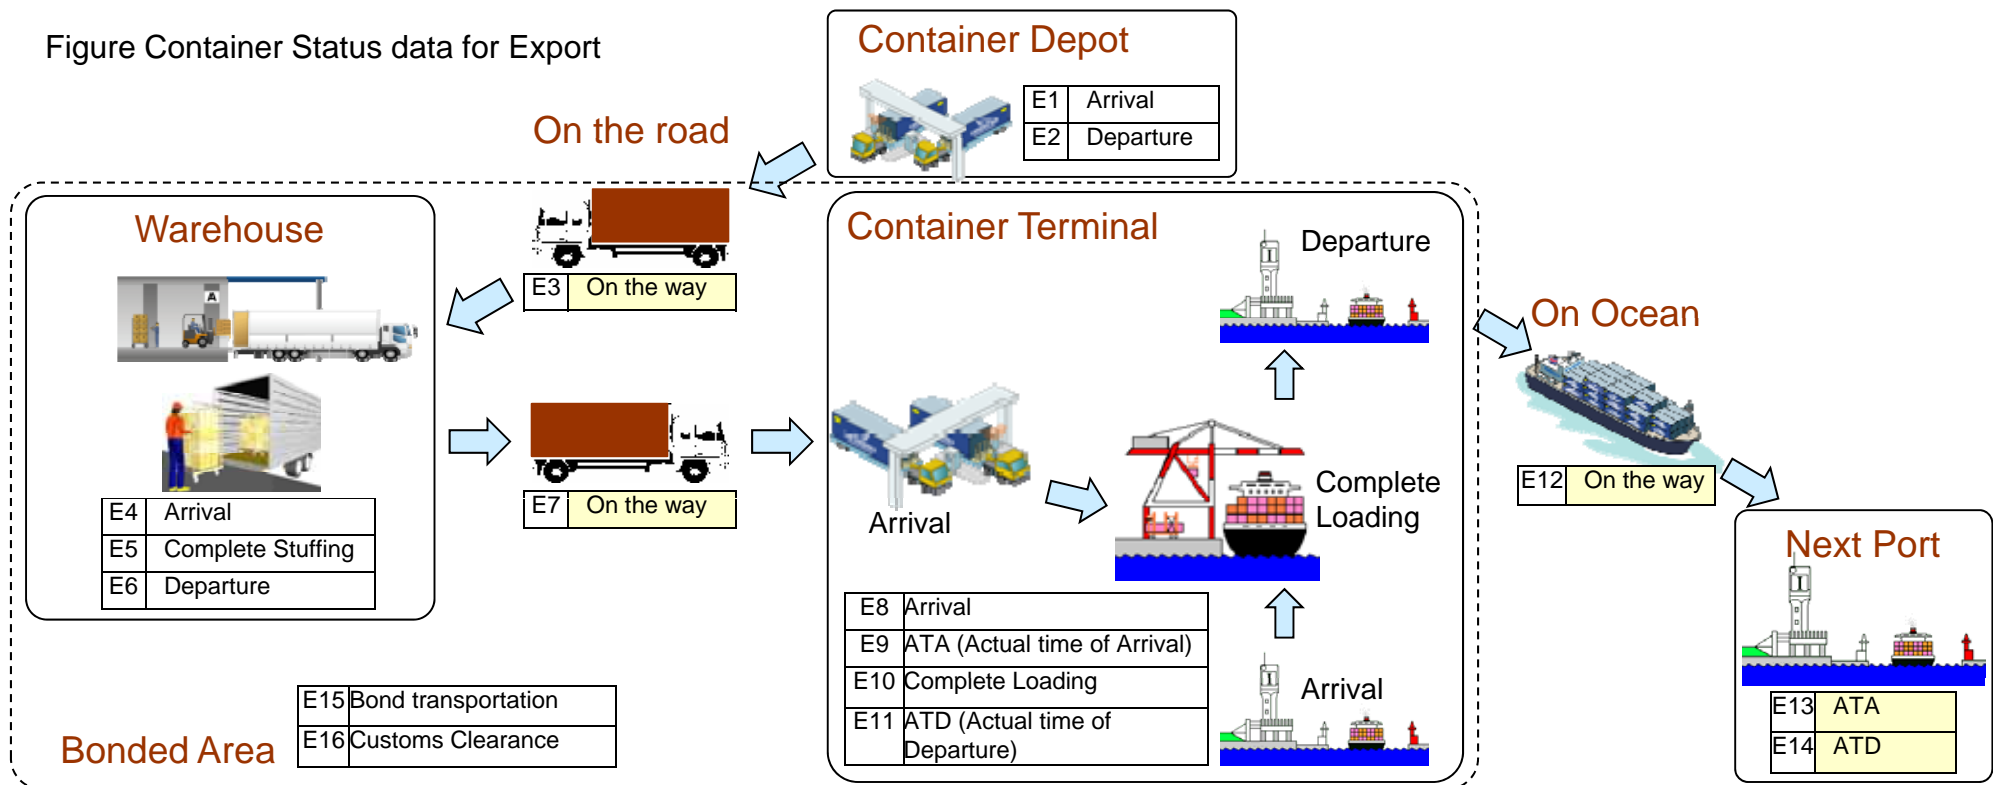 Figure Container Status data for Export
Container Depot
E1 Arrival
E2 Departure
On the road
E3 On the way
Warehouse
A
E4 Arrival
E5 Complete Stuffing
E6 Departure
E7 On the way
Container Terminal
Departure
Arrival
Complete
Loading
Arrival
E8 Arrival
E9 ATA (Actual time of Arrival)
E10 Complete Loading
E11 ATD (Actual time of
Departure)
On Ocean
E12 On the way
Next Port
E13 ATA
E14 ATD
Bonded Area
E15 Bond transportation
E16 Customs Clearance